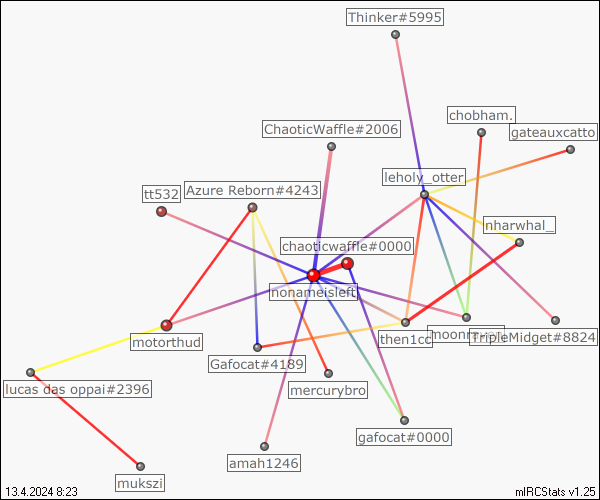 Thinker#5995
chobham.
ChaoticWaffle#2006
gateauxcatto
leholy_otter
tt532
Azure Reborn#4243
nharwhal_
chaoticwaffle#0000
nonameisleft
motorthud
then1cc
TripleMidget#8824
Gafocat#4189
lucas das oppai#2396
mercurybro
gafocat#0000
amah1246
mukszi
13.4.2024 8:23
mIRCStats v1.25